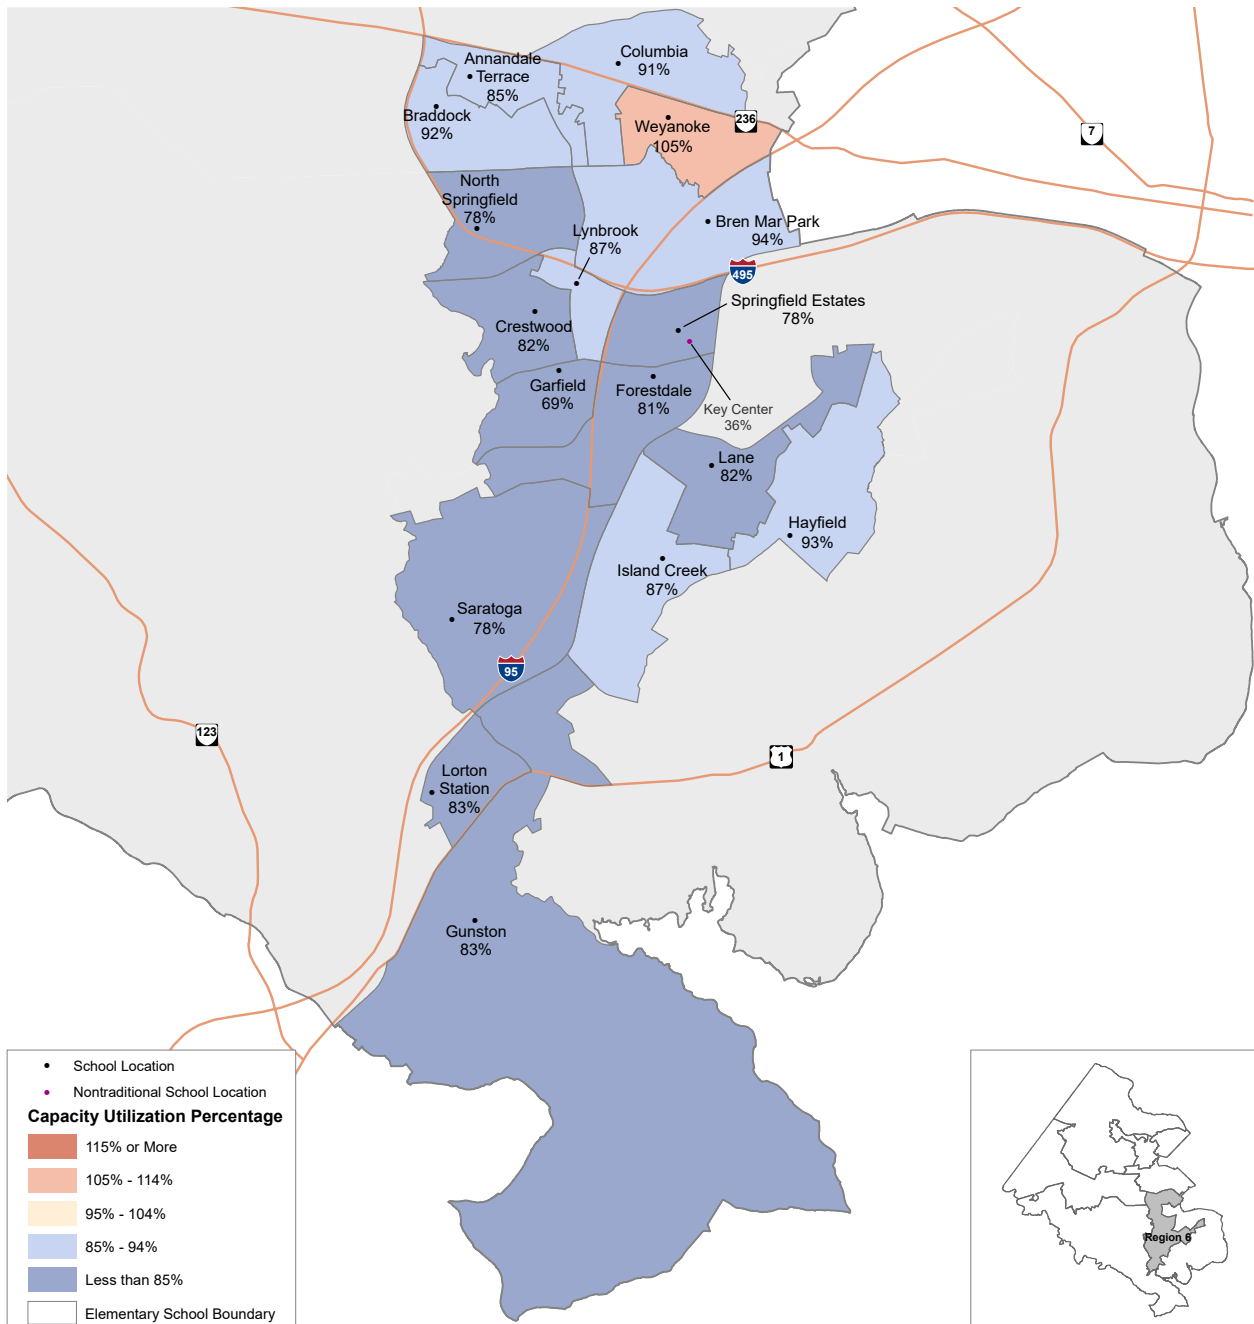 Columbia
91%
Annandale
Terrace
85%
Braddock
92%
Weyanoke
105%
236
7
North
Springfield
78%
Lynbrook
87%
Bren Mar Park
94%
495
Springfield Estates
78%
Crestwood
82%
Garfield
69%
Forestdale
81%
Key Center
36%
Lane
82%
Hayfield
93%
Island Creek
87%
Saratoga
78%
95
123
1
Lorton
Station
83%
Gunston
83%
School Location
Nontraditional School Location
Capacity Utilization Percentage
115% or More
105% - 114%
95% - 104%
85% - 94%
Less than 85%
Elementary School Boundary
Region 6